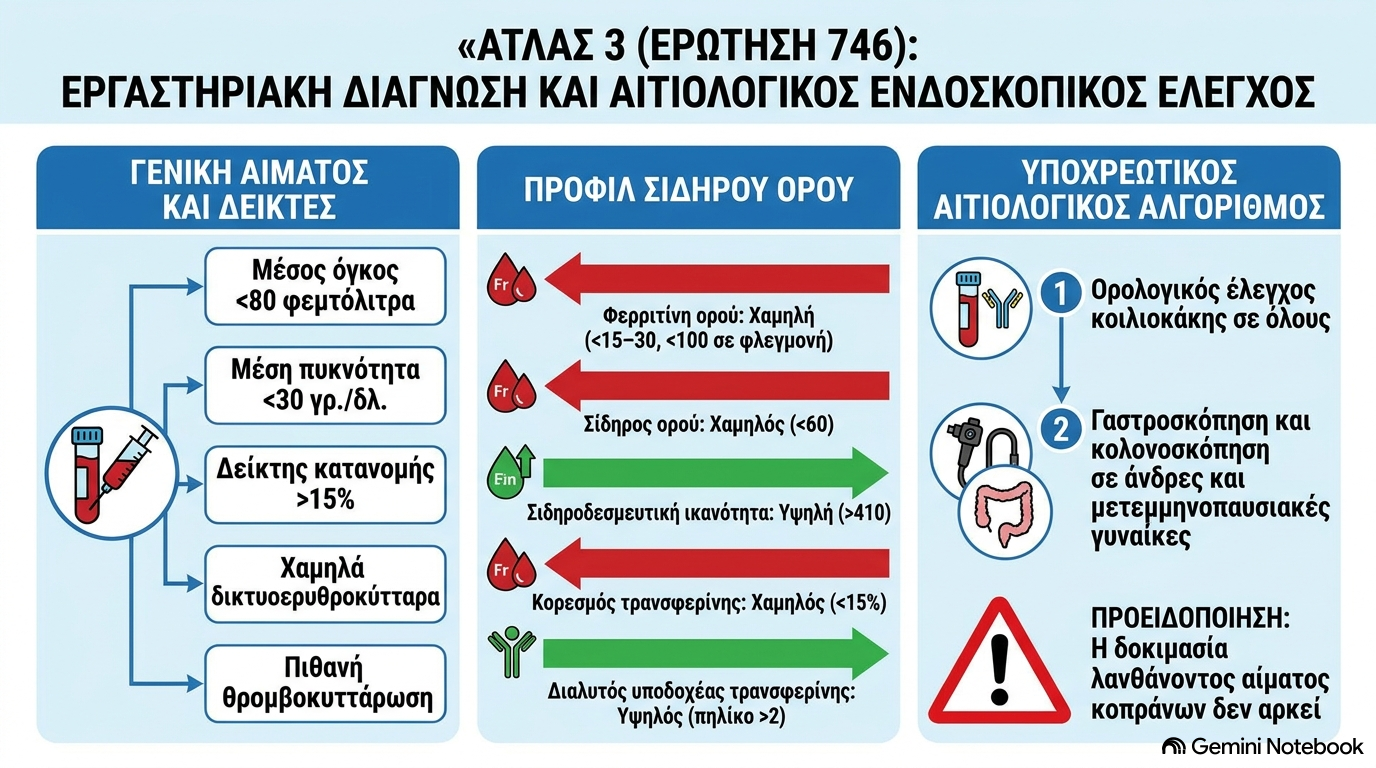 «ΑΤΛΑΣ 3 (ΕΡΩΤΗΣΗ 746):
ΕΡΓΑΣΤΗΡΙΑΚΗ ΔΙΑΓΝΩΣΗ ΚΑΙ ΑΙΤΙΟΛΟΓΙΚΟΣ ΕΝΔΟΣΚΟΠΙΚΟΣ ΕΛΕΓΧΟΣ
ΓΕΝΙΚΗ ΑΙΜΑΤΟΣ
ΚΑΙ ΔΕΙΚΤΕΣ
Μέσος όγκος
<80 φεμτόλιτρα
Μέση πυκνότητα
<30 γρ./δλ.
Δείκτης κατανομής
>15%
Χαμηλά
δικτυοερυθροκύτταρα
Πιθανή
θρομβοκυττάρωση
ΠΡΟΦΙΛ ΣΙΔΗΡΟΥ ΟΡΟΥ
Fr
Φερριτίνη ορού: Χαμηλή
(<15–30, <100 σε φλεγμονή)
Fr
Σίδηρος ορού: Χαμηλός (<60)
Ein
Σιδηροδεσμευτική ικανότητα: Υψηλή (>410)
Fr
Κορεσμός τρανσφερίνης: Χαμηλός (<15%)
Διαλυτός υποδοχέας τρανσφερίνης:
Υψηλός (πηλίκο >2)
ΥΠΟΧΡΕΩΤΙΚΟΣ
ΑΙΤΙΟΛΟΓΙΚΟΣ ΑΛΓΟΡΙΘΜΟΣ
1
Ορολογικός έλεγχος
κοιλιοκάκης σε όλους
2
Γαστροσκόπηση και
κολονοσκόπηση
σε άνδρες και
μετεμμηνοπαυσιακές
γυναίκες
ΠΡΟΕΙΔΟΠΟΙΗΣΗ:
Η δοκιμασία
λανθάνοντος αίματος
κοπράνων δεν αρκεί
Gemini Notebook